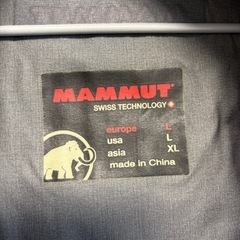 MAMMUT
SWISS TECHNOLOGY
europe L
usa L
asia XL
made in China